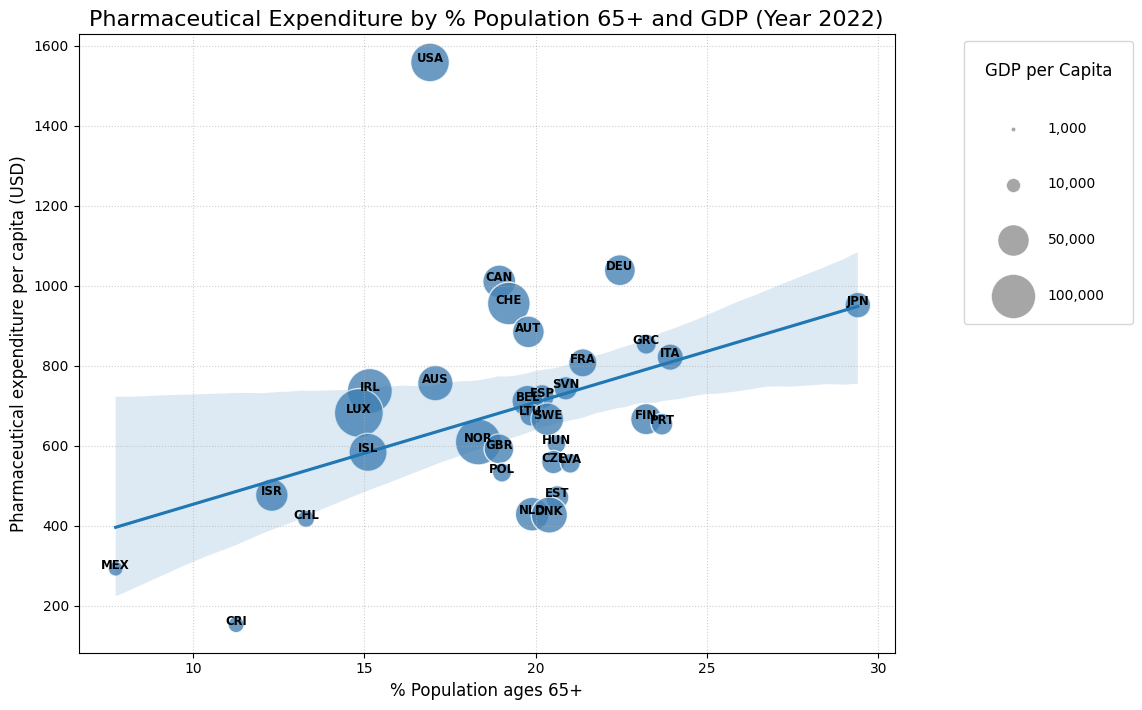 Pharmaceutical Expenditure by % Population 65+ and GDP (Year 2022)
Pharmaceutical expenditure per capita (USD)
1600
1400
1200
1000
800
600
400
200
USA
DEU
CAN
CHE
JPN
AUT
GRC
ITA
FRA
AUS
SVN
IRL
ESP
BEL
LUX
LTU
SWE
FIN
PRT
NOR
HUN
GBR
ISL
CZE
LVA
POL
ISR
EST
NLD
DNK
CHL
MEX
CRI
10
15
20
25
30
% Population ages 65+
GDP per Capita
1,000
10,000
50,000
100,000